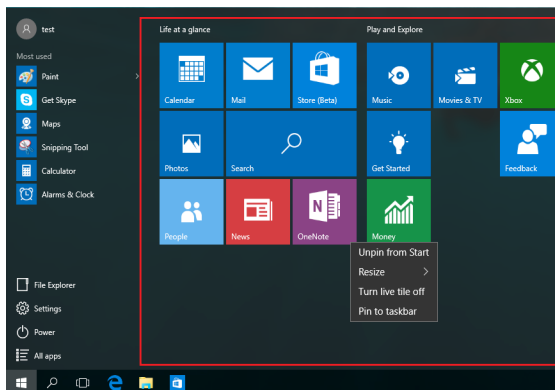 test
Most used
Paint
Get Skype
Maps
Snipping Tool
Calculator
Alarms & Clock
File Explorer
Settings
Power
All apps
Life at a glance
Play and Explore
Calendar
Mail
Store (Beta)
Music
Movies & TV
Xbox
Photos
Search
Get Started
Feedback
People
News
OneNote
Money
Unpin from Start
Resize
Turn live tile off
Pin to taskbar